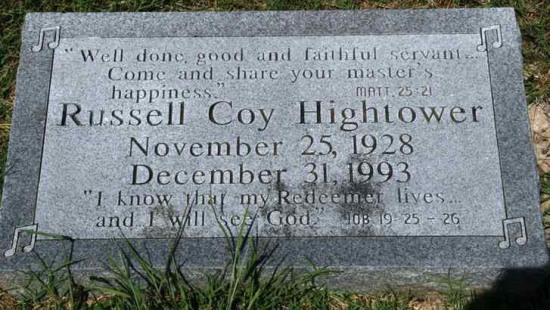 "Well done, good and faithful servant...
Come and share your master's
happiness." MATT. 25:21
Russell Coy Hightower
November 25, 1928
December 31, 1993
"I know that my Redeemer lives...
and I will see God." JOB 19:25-26